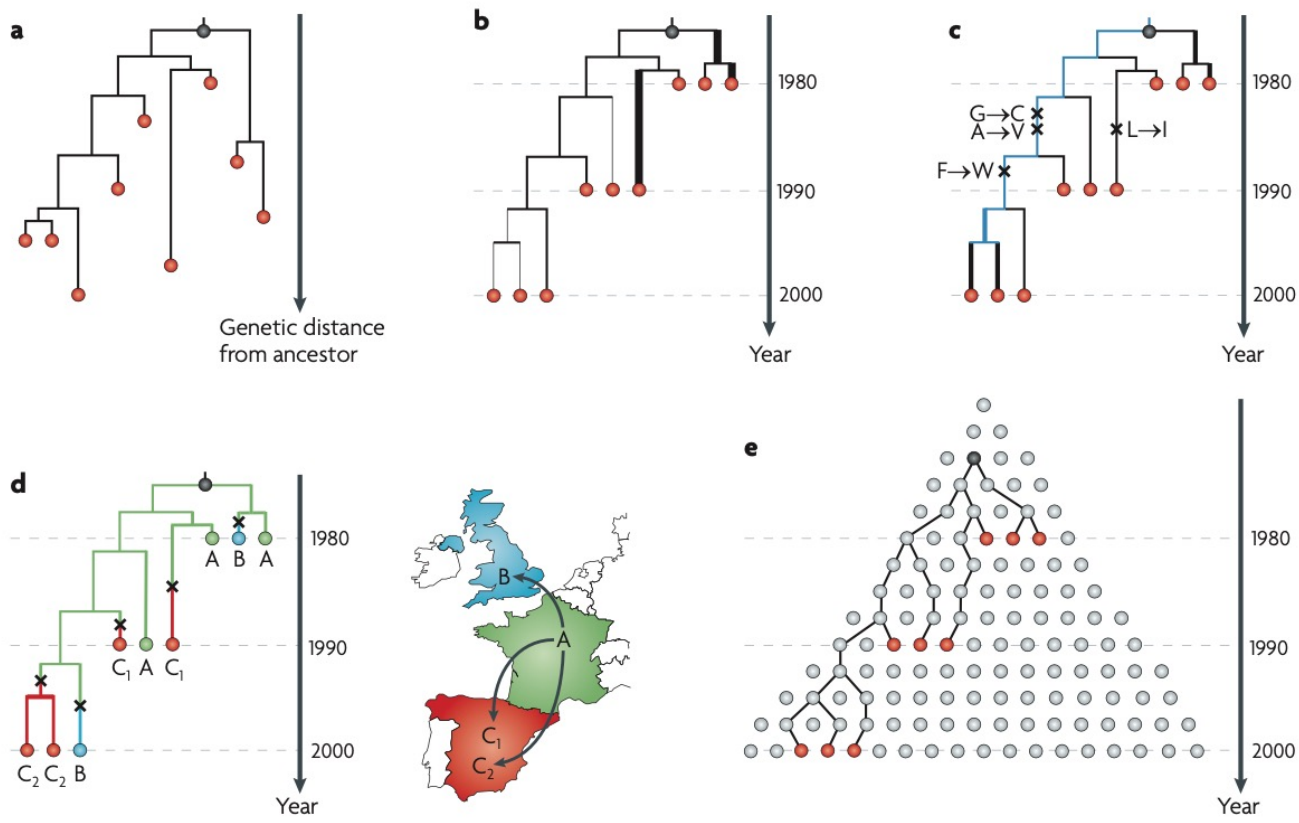 a
Genetic distance
from ancestor
b
1980
1990
2000
Year
c
1980
G→C
A→V
L→I
F→W
1990
2000
Year
d
A B A
1980
C₁ A C₁
1990
C₂ C₂ B
2000
Year
B
A
C₁
C₂
e
1980
1990
2000
Year